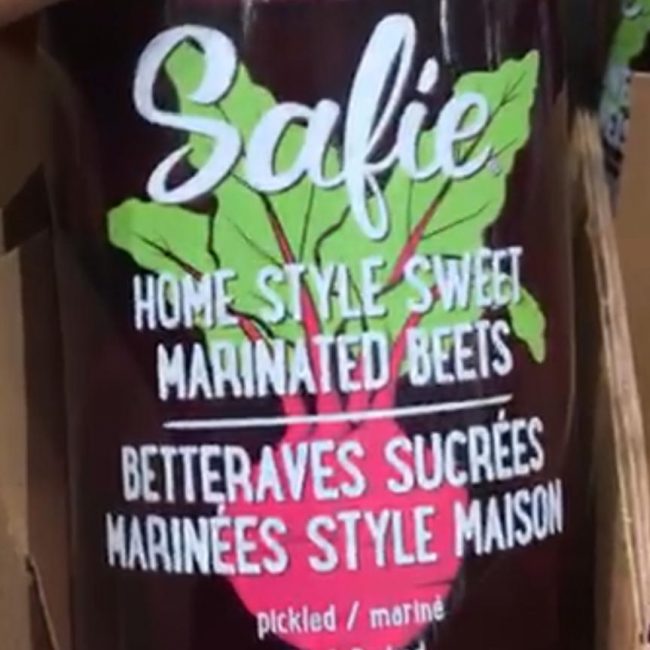 Safie
HOME STYLE SWEET
MARINATED BEETS
BETTERAVES SUCRÉES
MARINÉES STYLE MAISON
pickled / mariné